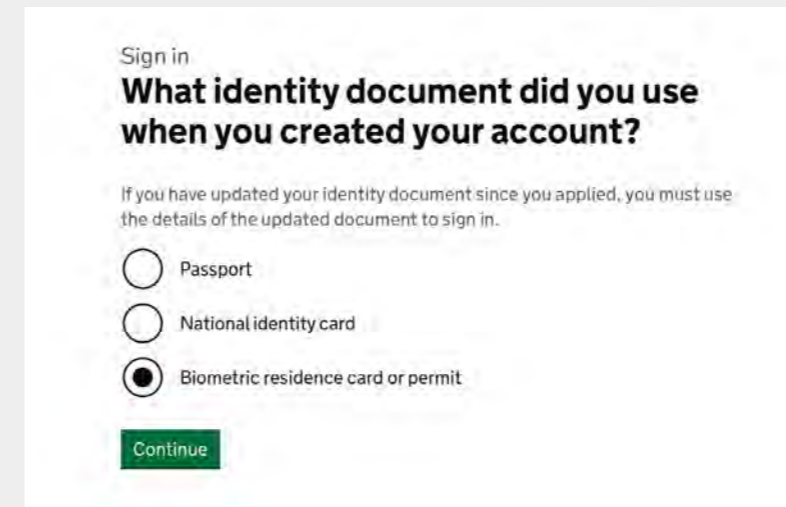 Sign in
What identity document did you use
when you created your account?
If you have updated your identity document since you applied, you must use
the details of the updated document to sign in.
Passport
National identity card
Biometric residence card or permit
Continue